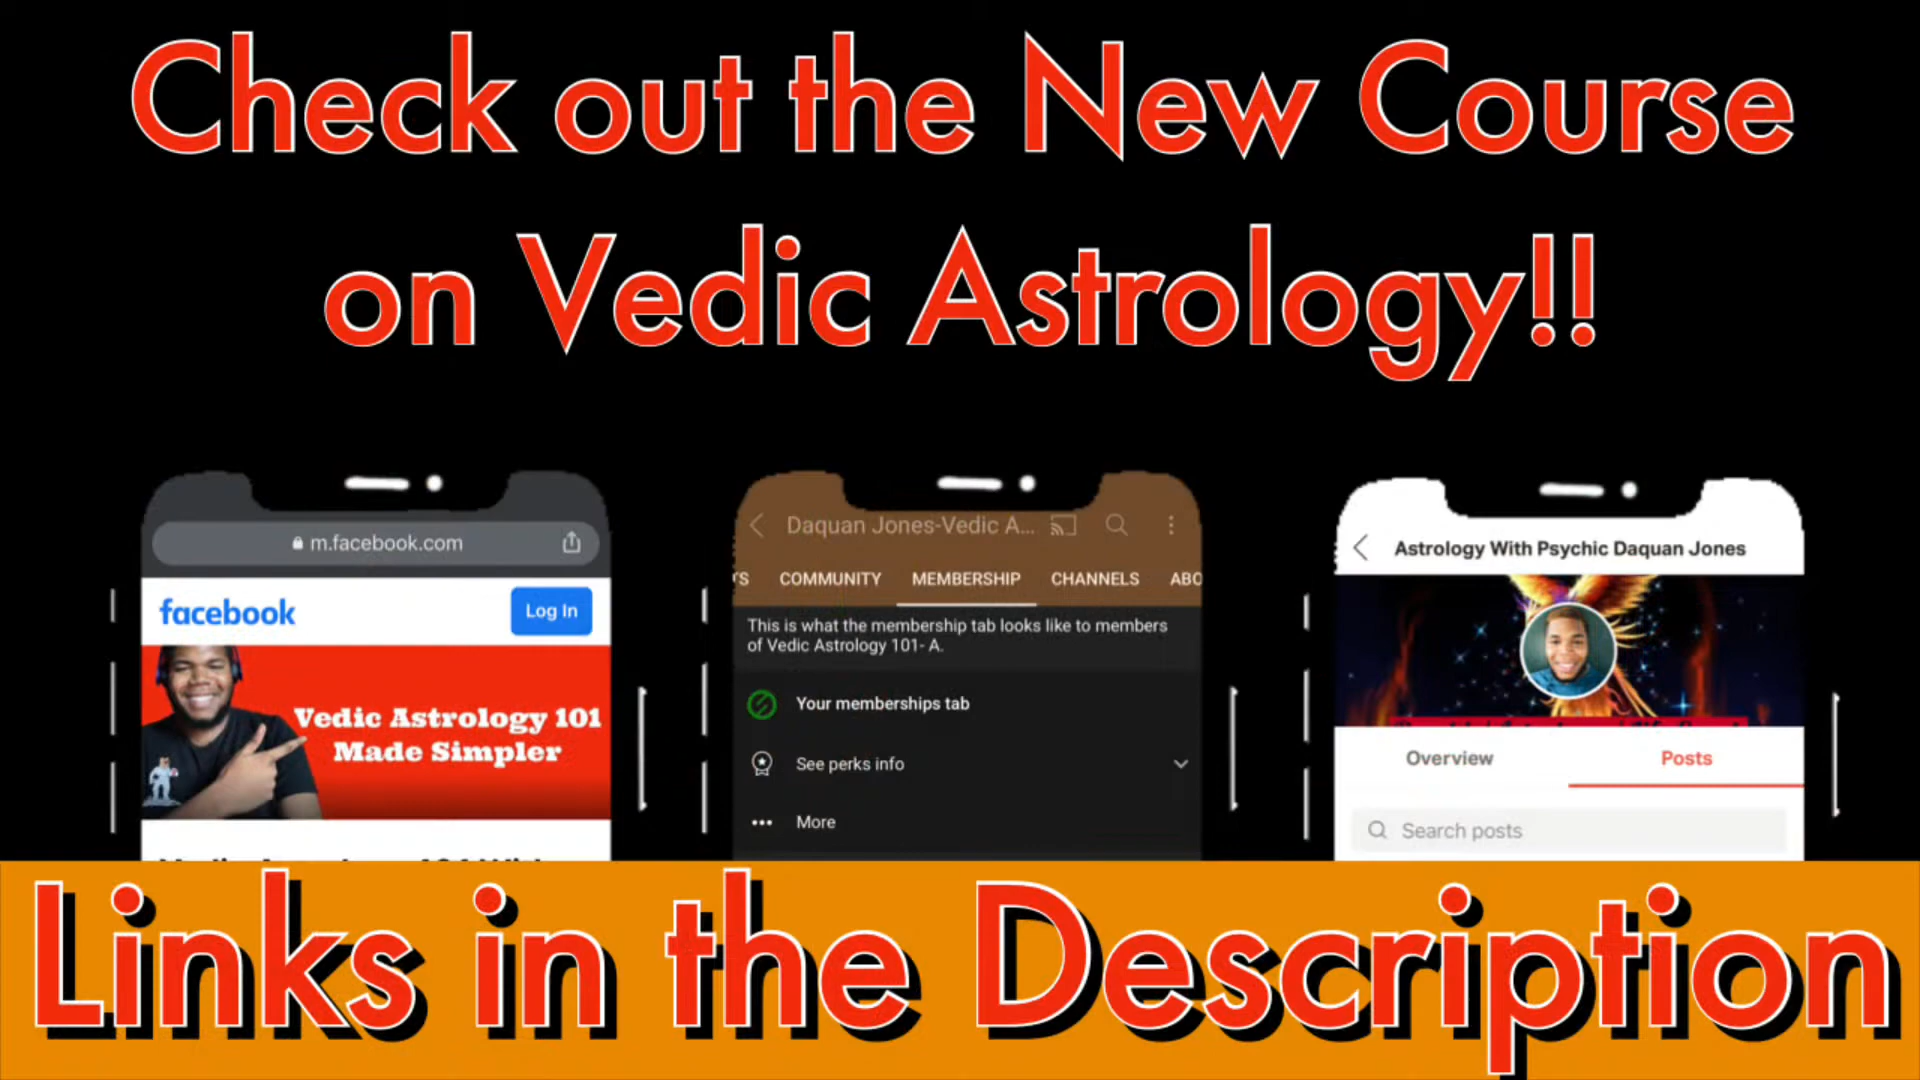 Check out the New Course
on Vedic Astrology!!
m.facebook.com
facebook
Log In
Vedic Astrology 101
Made Simpler
Daquan Jones-Vedic A...
COMMUNITY
MEMBERSHIP
CHANNELS
ABO
This is what the membership tab looks like to members
of Vedic Astrology 101- A.
Your memberships tab
See perks info
More
Astrology With Psychic Daquan Jones
Overview
Posts
Search posts
Links in the Description